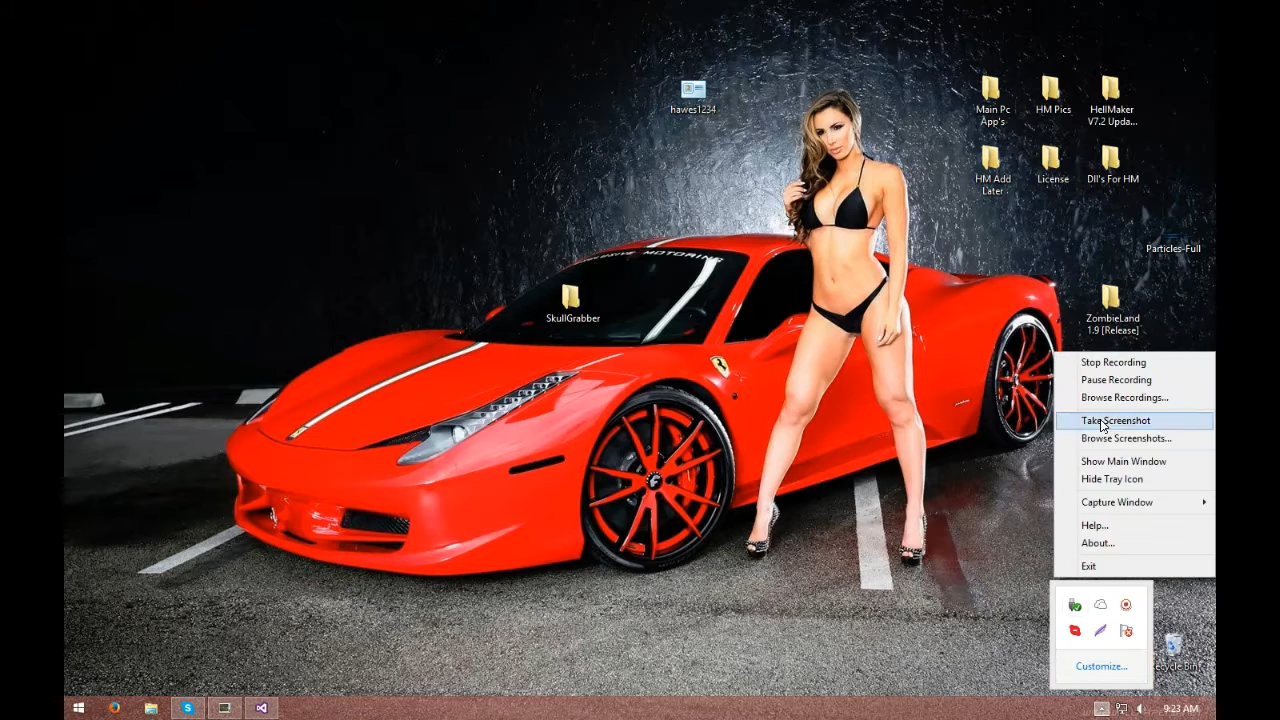 hawes1234
Main Pc
App's
HM Pics
HellMaker
V7.2 Upda...
HM Add
Later
License
Dll's For HM
Particles-Full
SkullGrabber
ZombieLand
1.9 [Release]
Stop Recording
Pause Recording
Browse Recordings...
Take Screenshot
Browse Screenshots...
Show Main Window
Hide Tray Icon
Capture Window
Help...
About...
Exit
Customize...
ecycle Bin
9:23 AM